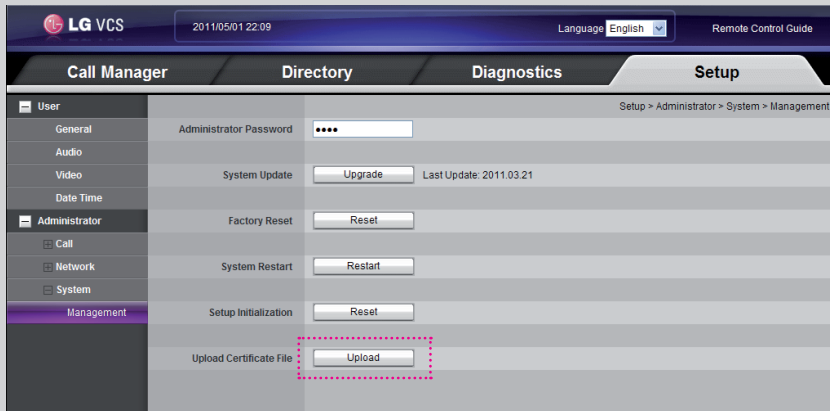 LG VCS 2011/05/01 22:09 Language English Remote Control Guide
Call Manager Directory Diagnostics Setup
User
Setup > Administrator > System > Management
General
Administrator Password ••••
Audio
Video
System Update Upgrade Last Update: 2011.03.21
Date Time
Administrator
Factory Reset Reset
Call
Network
System Restart Restart
System
Management
Setup Initialization Reset
Upload Certificate File Upload